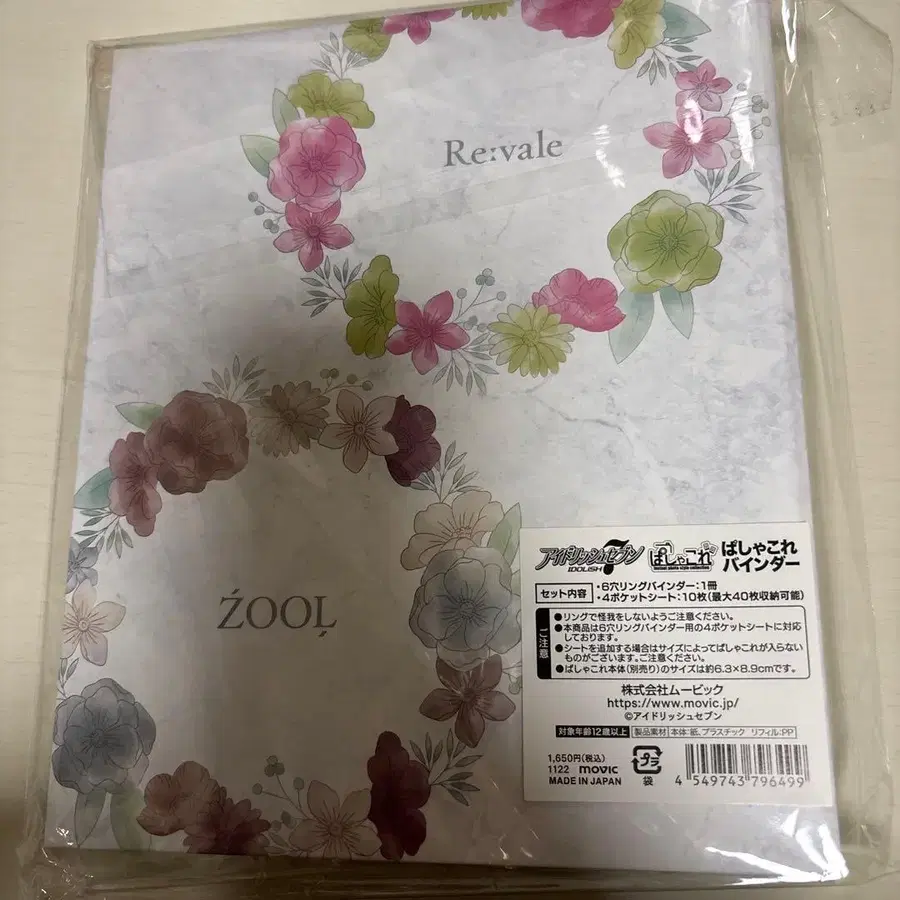 Re:vale
ŹOOĻ
アイドリッシュセブン
IDOLiSH7
ぱしゃこれ
ぱしゃこれ
バインダー
セット内容
・6穴リングバインダー:1冊
・4ポケットシート:10枚(最大40枚収納可能)
ご注意
●リングで怪我をしないようご注意ください。
●本商品は6穴リングバインダー用の4ポケットシートに対応
しております。
●シートを追加する場合はサイズによってぱしゃこれが入らない
ものがございます。ご注意ください。
●ぱしゃこれ本体(別売り)のサイズは約6.3×8.9cmです。
株式会社ムービック
https://www.movic.jp/
©アイドリッシュセブン
対象年齢12歳以上 製品素材 本体:紙、プラスチック リフィル:PP
1,650円(税込)
1122 movic
MADE IN JAPAN
プラ
袋
4 549743 796499